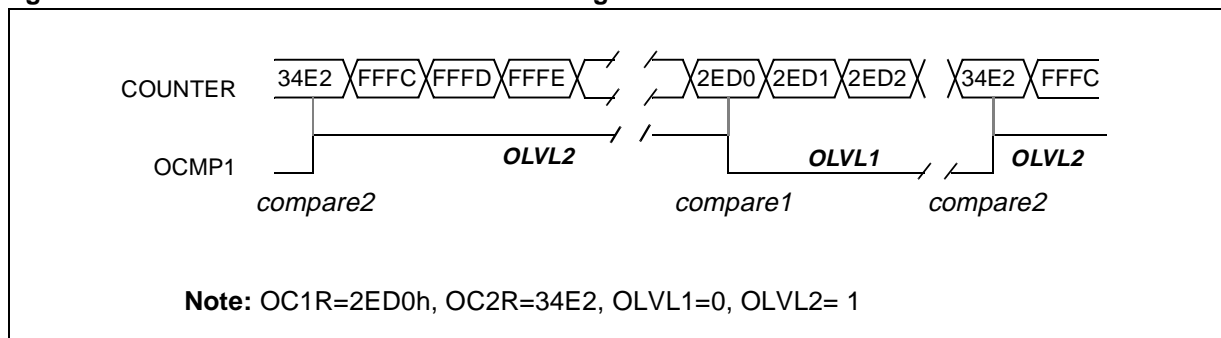 COUNTER 34E2 FFFC FFFD FFFE 2ED0 2ED1 2ED2 34E2 FFFC
OCMP1 OLVL2 OLVL1 OLVL2
compare2 compare1 compare2
Note: OC1R=2ED0h, OC2R=34E2, OLVL1=0, OLVL2= 1